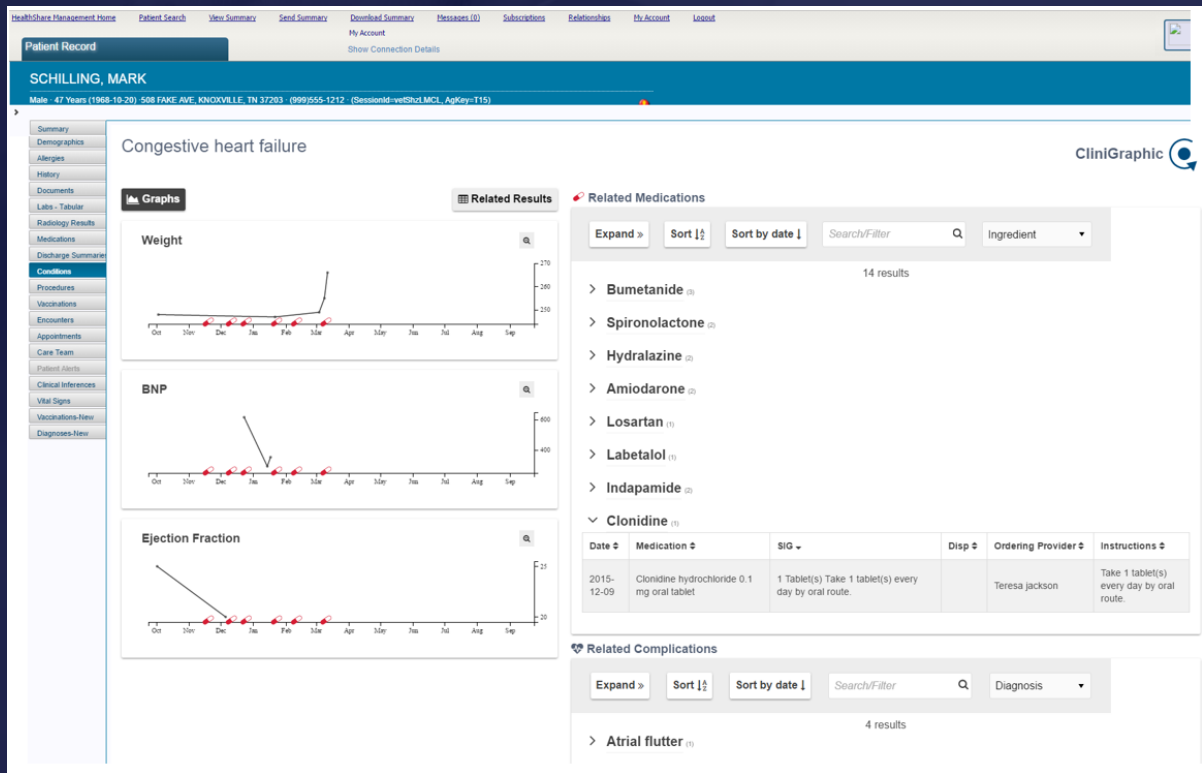 HealthShare Management Home Patient Search View Summary Send Summary Download Summary Messages (0) Subscriptions Relationships My Account Logout
My Account
Patient Record
Show Connection Details
SCHILLING, MARK
Male · 47 Years (1968-10-20) ·508 FAKE AVE, KNOXVILLE, TN 37203 · (999)555-1212 · (SessionId=vetShzLMCL, AgKey=T15)
Summary
Demographics
Allergies
History
Documents
Labs - Tabular
Radiology Results
Medications
Discharge Summaries
Conditions
Procedures
Vaccinations
Encounters
Appointments
Care Team
Patient Alerts
Clinical Inferences
Vital Signs
Vaccinations-New
Diagnoses-New
Congestive heart failure
CliniGraphic
Graphs
Related Results
Weight
270
260
250
Oct Nov Dec Jan Feb Mar Apr May Jun Jul Aug Sep
BNP
600
400
Oct Nov Dec Jan Feb Mar Apr May Jun Jul Aug Sep
Ejection Fraction
25
20
Oct Nov Dec Jan Feb Mar Apr May Jun Jul Aug Sep
Related Medications
Expand » Sort Sort by date Search/Filter Ingredient
14 results
Bumetanide (3)
Spironolactone (2)
Hydralazine (2)
Amiodarone (2)
Losartan (1)
Labetalol (1)
Indapamide (2)
Clonidine (1)
Date Medication SIG Disp Ordering Provider Instructions
2015-
12-09
Clonidine hydrochloride 0.1
mg oral tablet
1 Tablet(s) Take 1 tablet(s) every
day by oral route.
Teresa jackson
Take 1 tablet(s)
every day by oral
route.
Related Complications
Expand » Sort Sort by date Search/Filter Diagnosis
4 results
Atrial flutter (1)